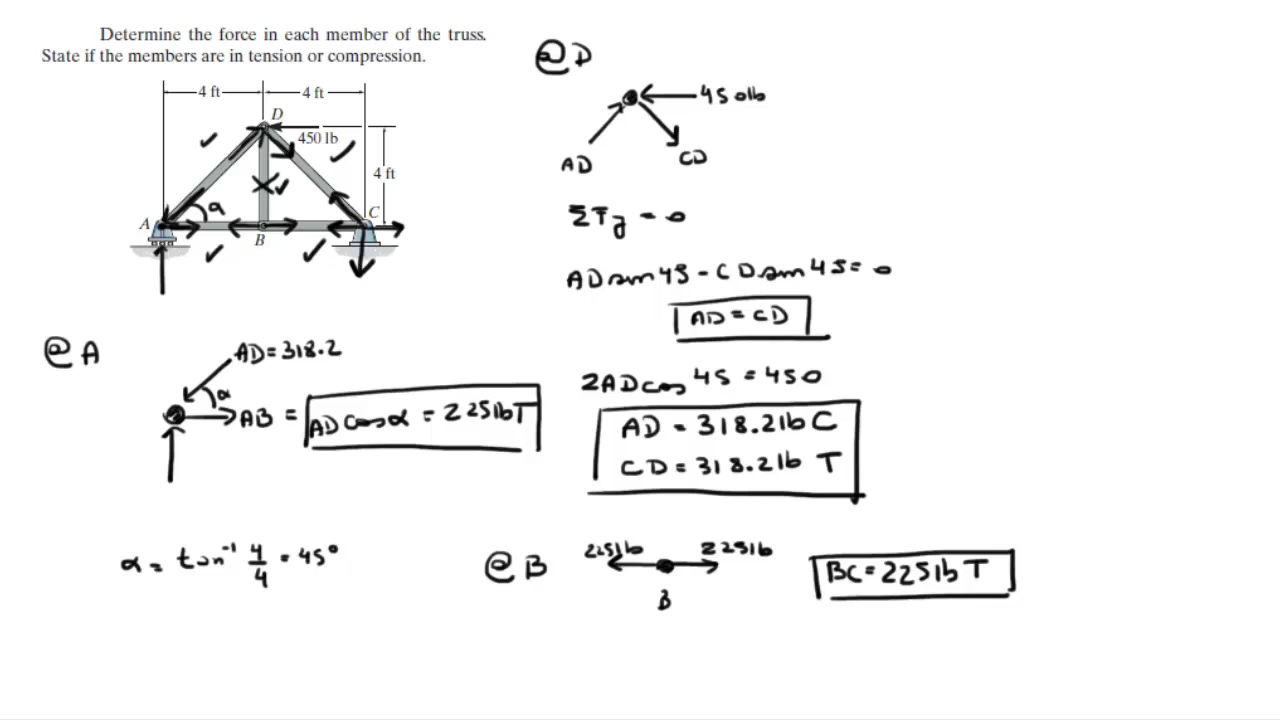 Determine the force in each member of the truss.
State if the members are in tension or compression.
4 ft
4 ft
D
450 lb
4 ft
α
A
B
C
@ D
450lb
AD
CD
ΣFy = 0
AD sin 45 - CD sin 45 = 0
AD = CD
2AD cos 45 = 450
AD = 318.2 lb C
CD = 318.2 lb T
@ A
AD = 318.2
α
AB = AD cos α = 225 lb T
α = tan⁻¹ 4/4 = 45°
@ B
225 lb
225 lb
B
BC = 225 lb T